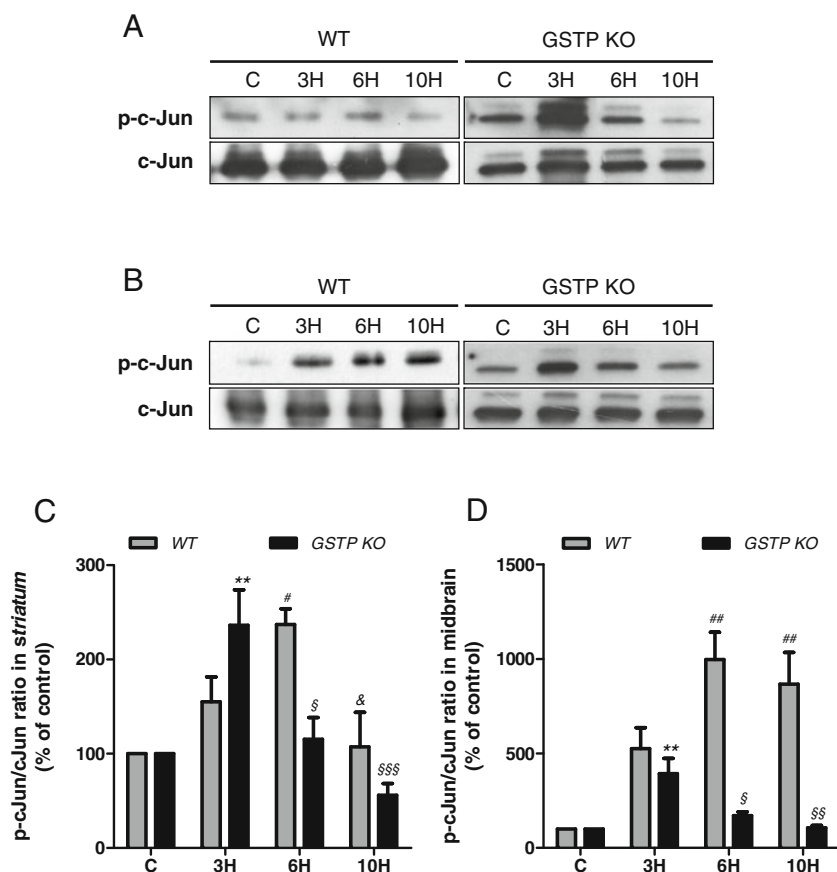 A
WT
GSTP KO
C 3H 6H 10H C 3H 6H 10H
p-c-Jun
c-Jun
B
WT
GSTP KO
C 3H 6H 10H C 3H 6H 10H
p-c-Jun
c-Jun
C
WT GSTP KO
p-cJun/cJun ratio in striatum
(% of control)
300
200
100
0
**
#
§
&
§§§
C 3H 6H 10H
D
WT GSTP KO
p-cJun/cJun ratio in midbrain
(% of control)
1500
1000
500
0
**
##
§
##
§§
C 3H 6H 10H